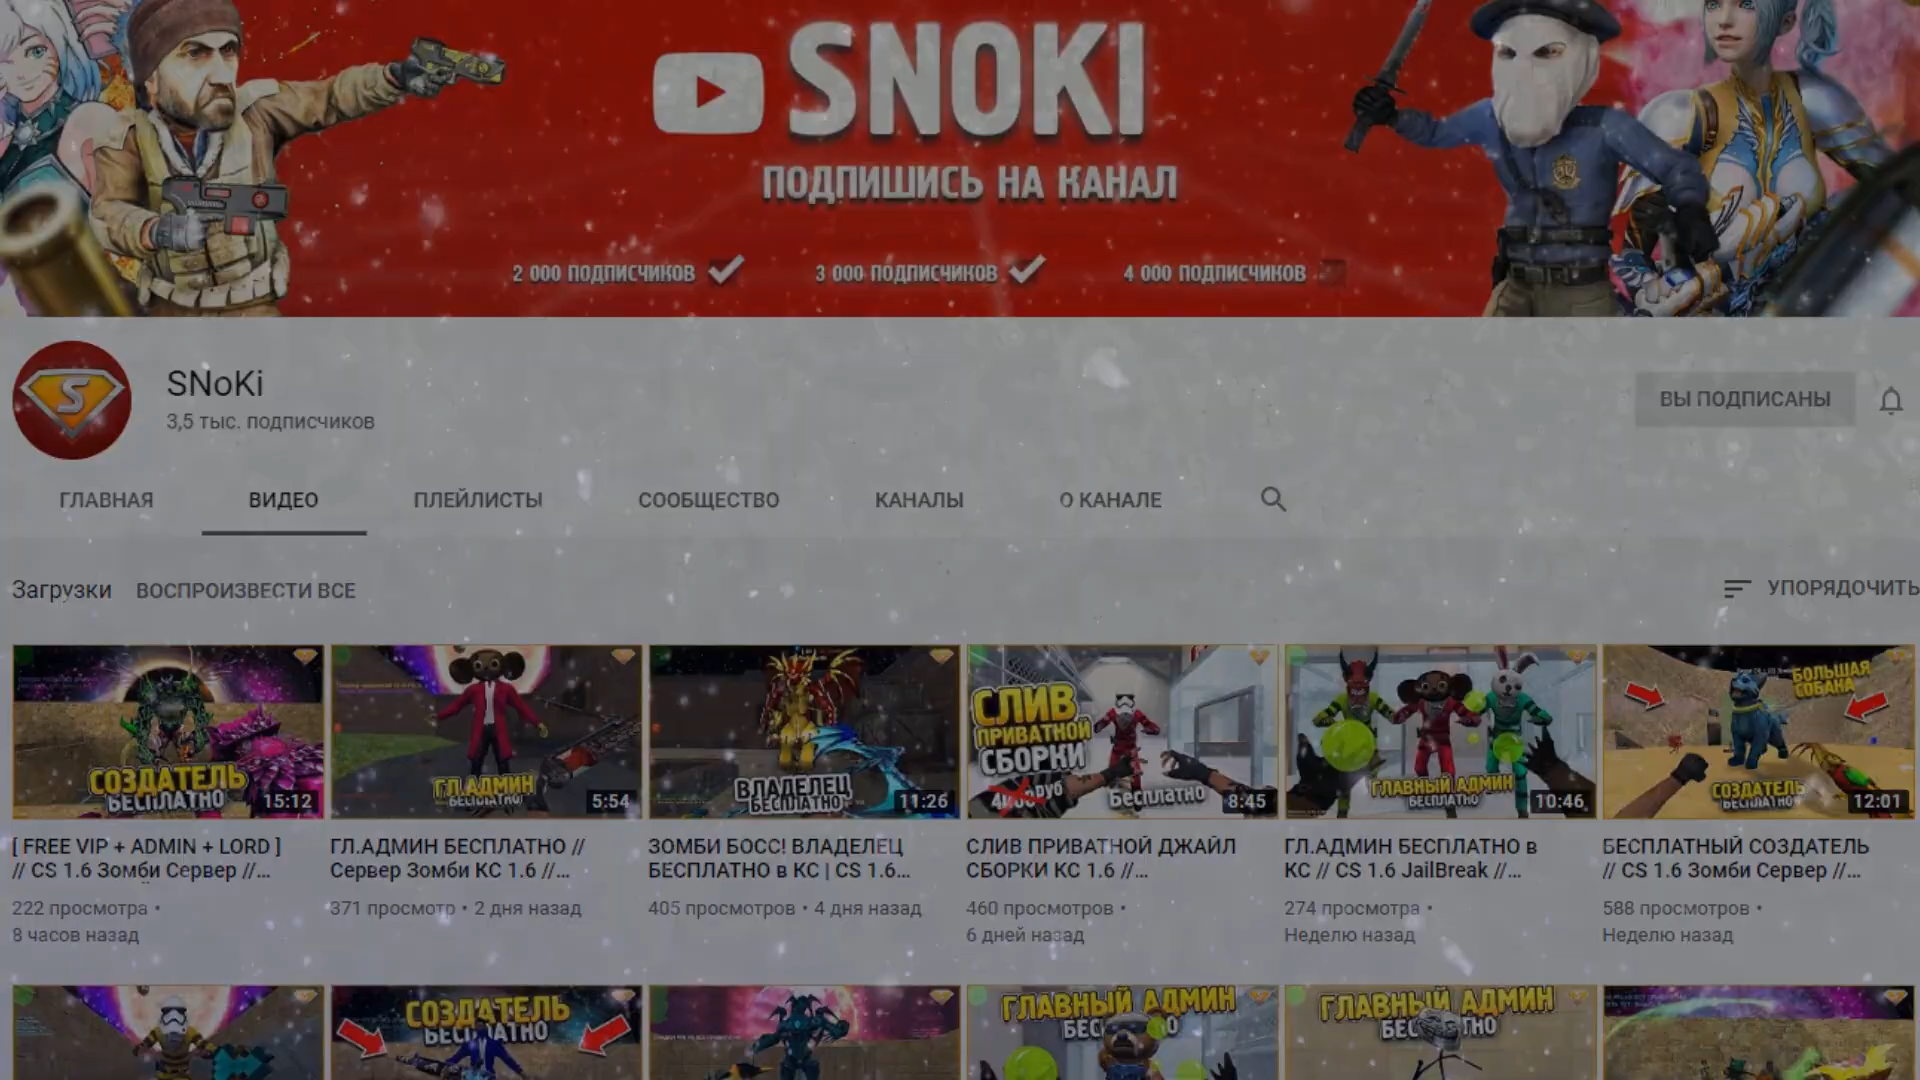 SNOKI
ПОДПИШИСЬ НА КАНАЛ
2 000 ПОДПИСЧИКОВ
3 000 ПОДПИСЧИКОВ
4 000 ПОДПИСЧИКОВ
S
SNoKi
3,5 тыс. подписчиков
ВЫ ПОДПИСАНЫ
ГЛАВНАЯ
ВИДЕО
ПЛЕЙЛИСТЫ
СООБЩЕСТВО
КАНАЛЫ
О КАНАЛЕ
Загрузки
ВОСПРОИЗВЕСТИ ВСЕ
УПОРЯДОЧИТЬ
СОЗДАТЕЛЬ
БЕСПЛАТНО
15:12
ГЛ.АДМИН
БЕСПЛАТНО
5:54
ВЛАДЕЛЕЦ
БЕСПЛАТНО
11:26
СЛИВ
ПРИВАТНОЙ
СБОРКИ
Бесплатно
8:45
ГЛАВНЫЙ АДМИН
БЕСПЛАТНО
10:46
БОЛЬШАЯ
СОБАКА
СОЗДАТЕЛЬ
БЕСПЛАТНО
12:01
[ FREE VIP + ADMIN + LORD ]
// CS 1.6 Зомби Сервер //...
222 просмотра •
8 часов назад
ГЛ.АДМИН БЕСПЛАТНО //
Сервер Зомби КС 1.6 //...
371 просмотр • 2 дня назад
ЗОМБИ БОСС! ВЛАДЕЛЕЦ
БЕСПЛАТНО в КС | CS 1.6...
405 просмотров • 4 дня назад
СЛИВ ПРИВАТНОЙ ДЖАЙЛ
СБОРКИ КС 1.6 //...
460 просмотров •
6 дней назад
ГЛ.АДМИН БЕСПЛАТНО в
КС // CS 1.6 JailBreak //...
274 просмотра •
Неделю назад
БЕСПЛАТНЫЙ СОЗДАТЕЛЬ
// CS 1.6 Зомби Сервер //...
588 просмотров •
Неделю назад
СОЗДАТЕЛЬ
БЕСПЛАТНО
ГЛАВНЫЙ АДМИН
ГЛАВНЫЙ АДМИН